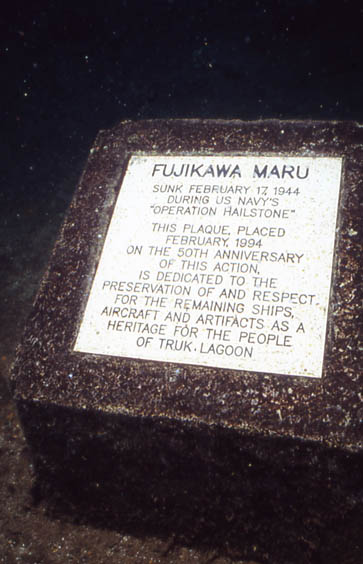 FUJIKAWA MARU
SUNK FEBRUARY 17, 1944
DURING US NAVY'S
"OPERATION HAILSTONE"
THIS PLAQUE, PLACED
FEBRUARY, 1994
ON THE 50TH ANNIVERSARY
OF THIS ACTION,
IS DEDICATED TO THE
PRESERVATION OF AND RESPECT
FOR THE REMAINING SHIPS,
AIRCRAFT AND ARTIFACTS AS A
HERITAGE FOR THE PEOPLE
OF TRUK LAGOON